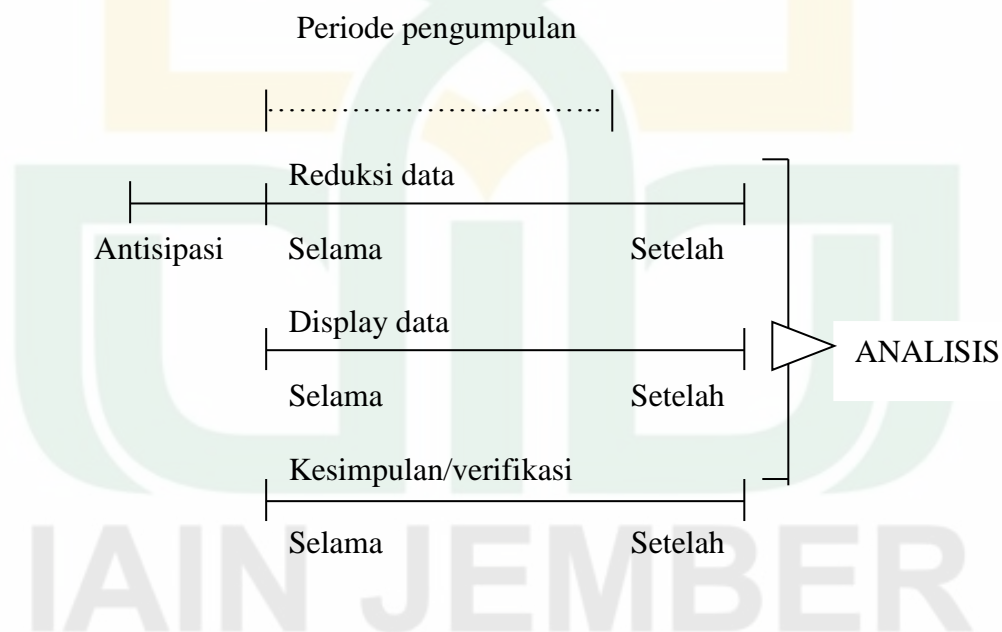 Periode pengumpulan
Reduksi data
Antisipasi Selama Setelah
Display data
ANALISIS
Selama Setelah
Kesimpulan/verifikasi
Selama Setelah
IAIN JEMBER